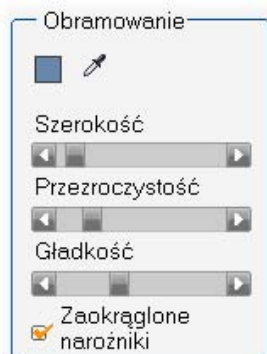 Obramowanie
Szerokość
Przezroczystość
Gładkość
Zaokrąglone
narożniki